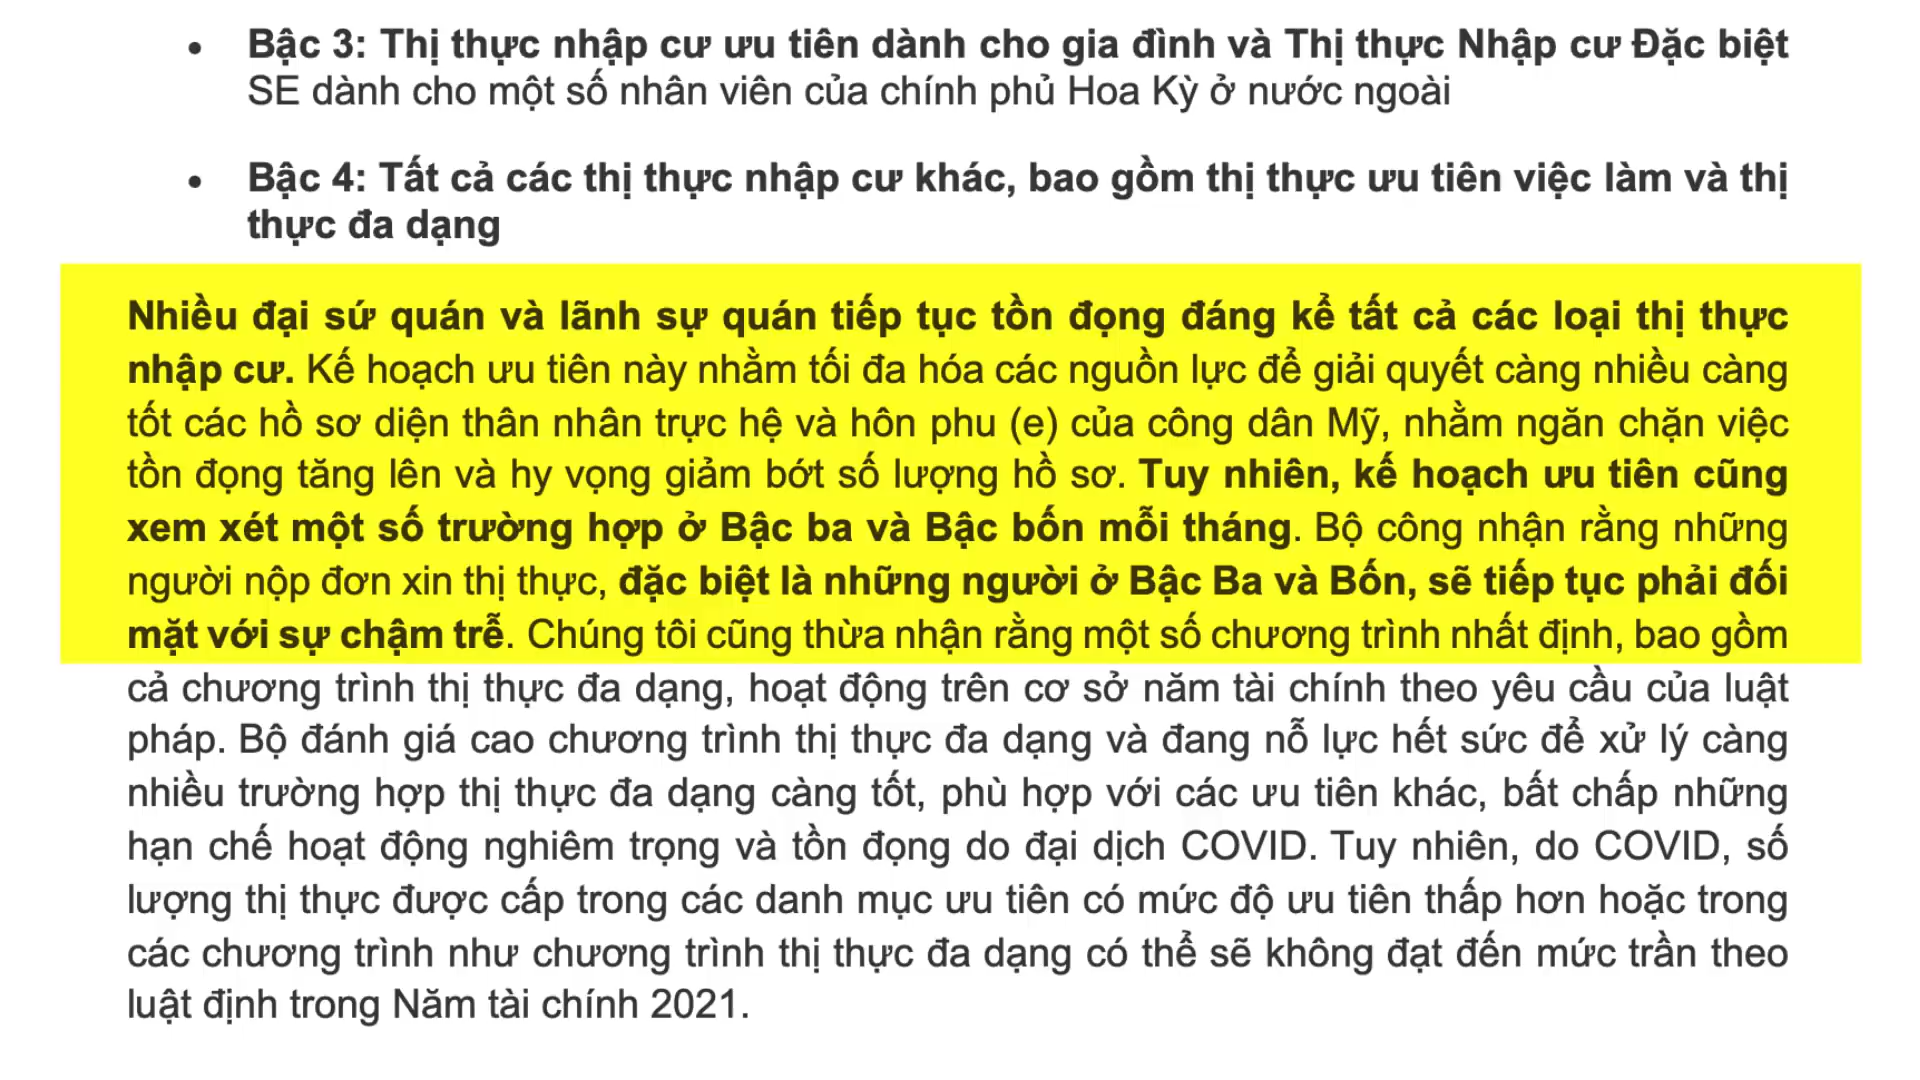 • Bậc 3: Thị thực nhập cư ưu tiên dành cho gia đình và Thị thực Nhập cư Đặc biệt
SE dành cho một số nhân viên của chính phủ Hoa Kỳ ở nước ngoài
• Bậc 4: Tất cả các thị thực nhập cư khác, bao gồm thị thực ưu tiên việc làm và thị
thực đa dạng
Nhiều đại sứ quán và lãnh sự quán tiếp tục tồn đọng đáng kể tất cả các loại thị thực
nhập cư. Kế hoạch ưu tiên này nhằm tối đa hóa các nguồn lực để giải quyết càng nhiều càng
tốt các hồ sơ diện thân nhân trực hệ và hôn phu (e) của công dân Mỹ, nhằm ngăn chặn việc
tồn đọng tăng lên và hy vọng giảm bớt số lượng hồ sơ. Tuy nhiên, kế hoạch ưu tiên cũng
xem xét một số trường hợp ở Bậc ba và Bậc bốn mỗi tháng. Bộ công nhận rằng những
người nộp đơn xin thị thực, đặc biệt là những người ở Bậc Ba và Bốn, sẽ tiếp tục phải đối
mặt với sự chậm trễ. Chúng tôi cũng thừa nhận rằng một số chương trình nhất định, bao gồm
cả chương trình thị thực đa dạng, hoạt động trên cơ sở năm tài chính theo yêu cầu của luật
pháp. Bộ đánh giá cao chương trình thị thực đa dạng và đang nỗ lực hết sức để xử lý càng
nhiều trường hợp thị thực đa dạng càng tốt, phù hợp với các ưu tiên khác, bất chấp những
hạn chế hoạt động nghiêm trọng và tồn đọng do đại dịch COVID. Tuy nhiên, do COVID, số
lượng thị thực được cấp trong các danh mục ưu tiên có mức độ ưu tiên thấp hơn hoặc trong
các chương trình như chương trình thị thực đa dạng có thể sẽ không đạt đến mức trần theo
luật định trong Năm tài chính 2021.